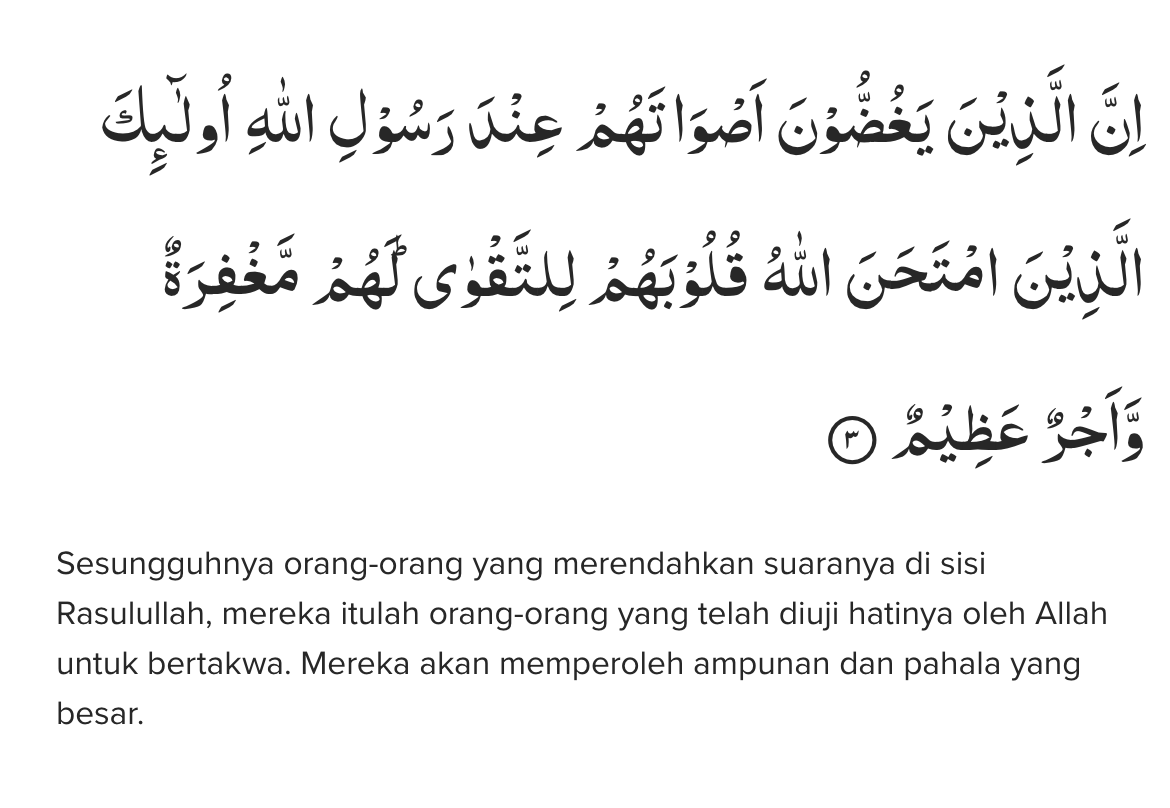 اِنَّ الَّذِيْنَ يَغُضُّوْنَ اَصْوَاتَهُمْ عِنْدَ رَسُوْلِ اللّٰهِ اُولٰۤىِٕكَ
الَّذِيْنَ امْتَحَنَ اللّٰهُ قُلُوْبَهُمْ لِلتَّقْوٰىۗ لَهُمْ مَّغْفِرَةٌ
وَّاَجْرٌ عَظِيْمٌ ٣
Sesungguhnya orang-orang yang merendahkan suaranya di sisi
Rasulullah, mereka itulah orang-orang yang telah diuji hatinya oleh Allah
untuk bertakwa. Mereka akan memperoleh ampunan dan pahala yang
besar.